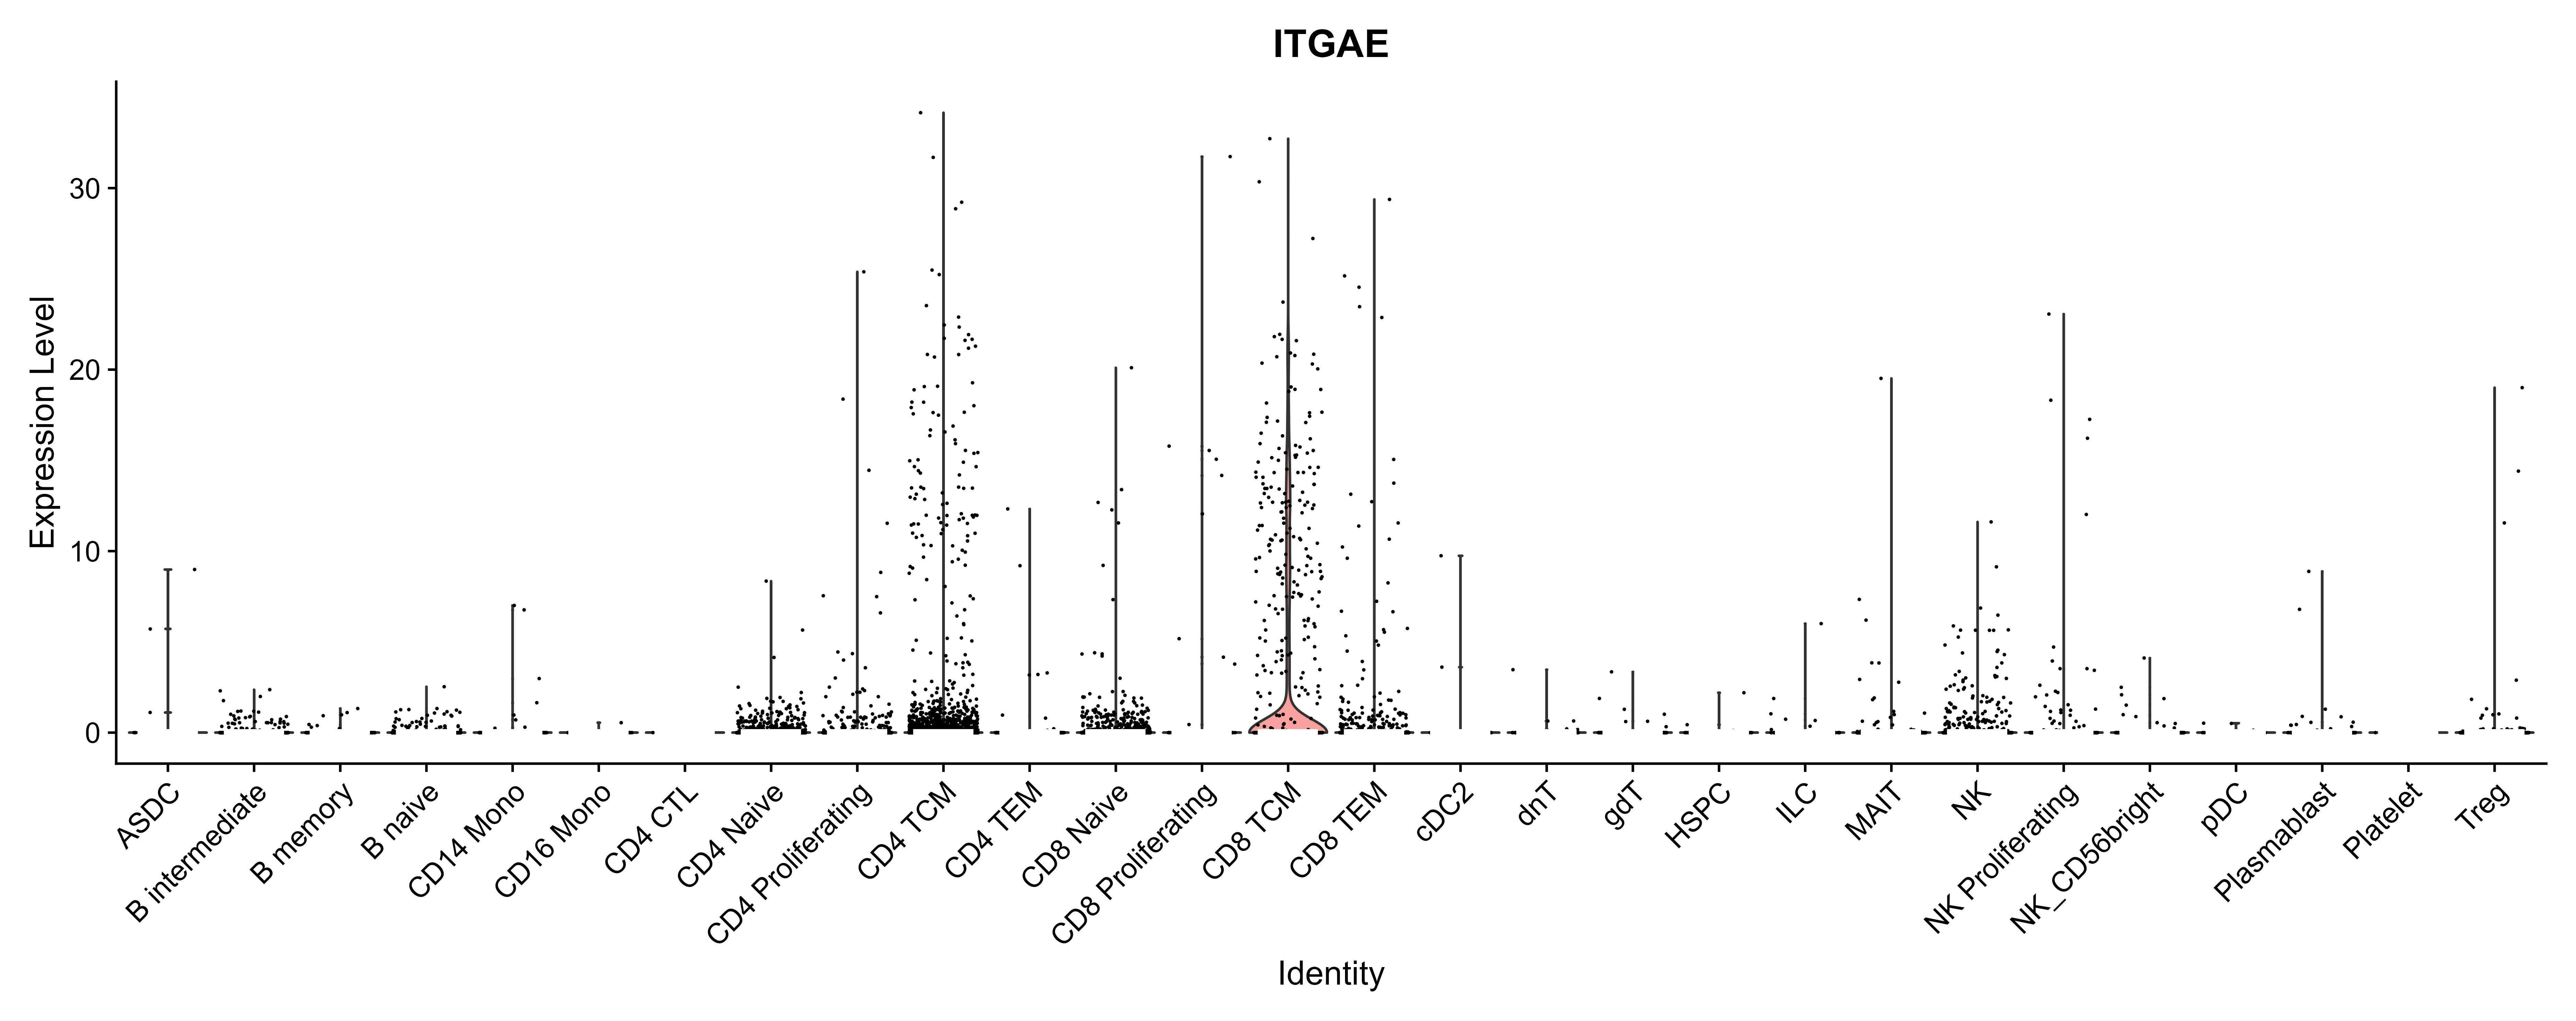 ITGAE
Expression Level
30
20
10
0
ASDC
B intermediate
B memory
B naive
CD14 Mono
CD16 Mono
CD4 CTL
CD4 Naive
CD4 Proliferating
CD4 TCM
CD4 TEM
CD8 Naive
CD8 Proliferating
CD8 TCM
CD8 TEM
cDC2
dnT
gdT
HSPC
ILC
MAIT
NK
NK Proliferating
NK_CD56bright
pDC
Plasmablast
Platelet
Treg
Identity